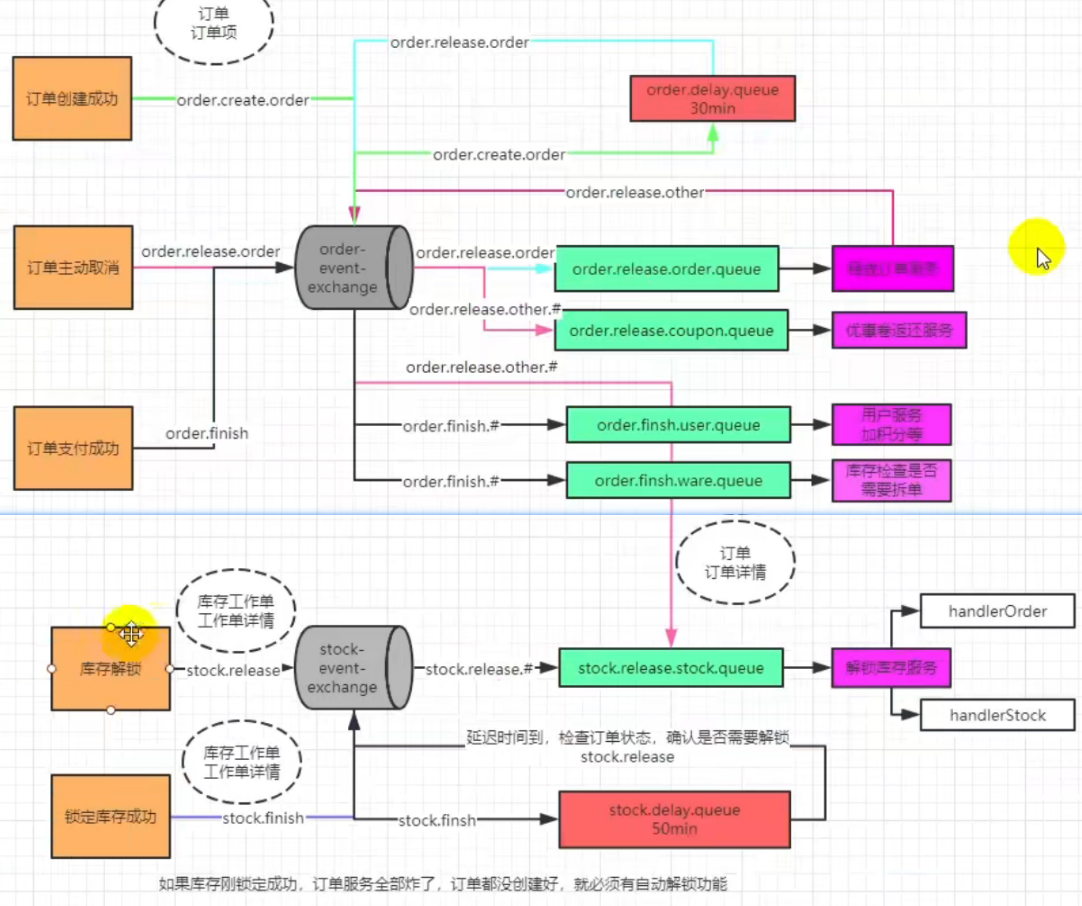 订单
订单项
order.release.order
订单创建成功
order.create.order
order.delay.queue
30min
order.create.order
order.release.other
订单主动取消
order.release.order
order-
event-
exchange
order.release.order
order.release.order.queue
订单服务
order.release.other.#
order.release.coupon.queue
优惠卷返还服务
order.release.other.#
订单支付成功
order.finish
order.finish.#
order.finsh.user.queue
用户服务
加积分等
order.finish.#
order.finsh.ware.queue
库存检查是否
需要拆单
订单
订单详情
库存工作单
工作单详情
handlerOrder
库存解锁
stock.release
stock-
event-
exchange
stock.release.#
stock.release.stock.queue
解锁库存服务
handlerStock
库存工作单
工作单详情
延迟时间到，检查订单状态，确认是否需要解锁
stock.release
锁定库存成功
stock.finish
stock.finsh
stock.delay.queue
50min
如果库存刚锁定成功，订单服务全部炸了，订单都没创建好，就必须有自动解锁功能